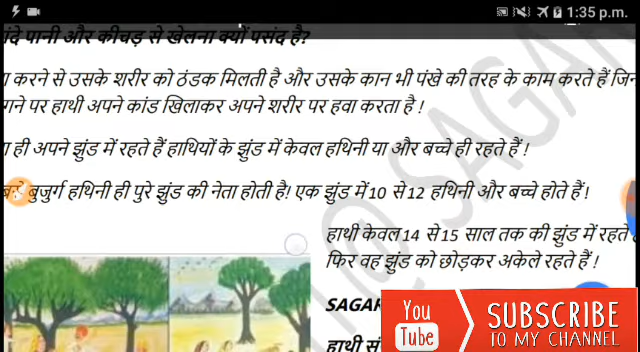 1:35 p.m.
पानी और कीचड़ से खेलना क्यों पसंद है?
करने से उसके शरीर को ठंडक मिलती है और उसके कान भी पंखे की तरह के काम करते हैं
पर हाथी अपने कांड खिलाकर अपने शरीर पर हवा करता है !
ही अपने झुंड में रहते हैं हाथियों के झुंड में केवल हथिनी या और बच्चे ही रहते हैं !
बुजुर्ग हथिनी ही पुरे झुंड की नेता होती है! एक झुंड में 10 से 12 हथिनी और बच्चे होते हैं!
हाथी केवल 14 से 15 साल तक की झुंड में रहते
फिर वह झुंड को छोड़कर अकेले रहते हैं !
@ SAGAR
SAGAR
हाथी
You
Tube
SUBSCRIBE
TO MY CHANNEL